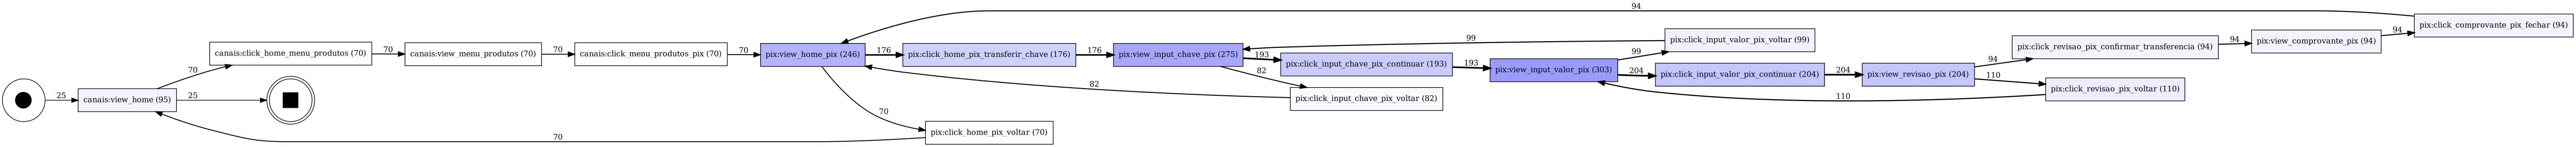 94
pix:click_comprovante_pix_fechar (94)
94
pix:view_comprovante_pix (94)
94
pix:click_revisao_pix_confirmar_transferencia (94)
94
pix:click_input_valor_pix_voltar (99)
99
99
canais:click_home_menu_produtos (70)
70
canais:view_menu_produtos (70)
70
canais:click_menu_produtos_pix (70)
70
pix:view_home_pix (246)
176
pix:click_home_pix_transferir_chave (176)
176
pix:view_input_chave_pix (275)
193
pix:click_input_chave_pix_continuar (193)
193
pix:view_input_valor_pix (303)
204
pix:click_input_valor_pix_continuar (204)
204
pix:view_revisao_pix (204)
110
pix:click_revisao_pix_voltar (110)
110
70
82
82
pix:click_input_chave_pix_voltar (82)
25
canais:view_home (95)
25
70
pix:click_home_pix_voltar (70)
70